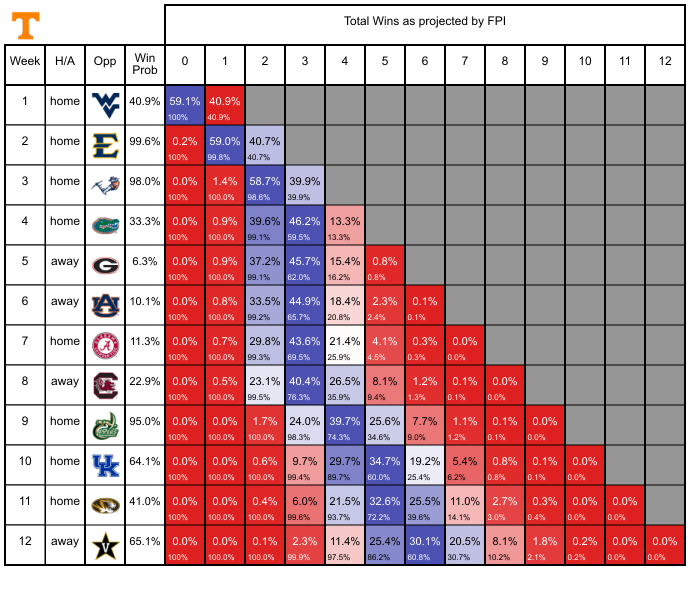 T
Total Wins as projected by FPI
Week H/A Opp Win Prob 0 1 2 3 4 5 6 7 8 9 10 11 12
1 home WV 40.9% 59.1% 40.9%
100% 40.9%
2 home E 99.6% 0.2% 59.0% 40.7%
100% 99.8% 40.7%
3 home 98.0% 0.0% 1.4% 58.7% 39.9%
100% 100.0% 98.6% 39.9%
4 home 33.3% 0.0% 0.9% 39.6% 46.2% 13.3%
100% 100.0% 99.1% 59.5% 13.3%
5 away G 6.3% 0.0% 0.9% 37.2% 45.7% 15.4% 0.8%
100% 100.0% 99.1% 62.0% 16.2% 0.8%
6 away AU 10.1% 0.0% 0.8% 33.5% 44.9% 18.4% 2.3% 0.1%
100% 100.0% 99.2% 65.7% 20.8% 2.4% 0.1%
7 home A 11.3% 0.0% 0.7% 29.8% 43.6% 21.4% 4.1% 0.3% 0.0%
100% 100.0% 99.3% 69.5% 25.9% 4.5% 0.3% 0.0%
8 away C 22.9% 0.0% 0.5% 23.1% 40.4% 26.5% 8.1% 1.2% 0.1% 0.0%
100% 100.0% 99.5% 76.3% 35.9% 9.4% 1.3% 0.1% 0.0%
9 home C 95.0% 0.0% 0.0% 1.7% 24.0% 39.7% 25.6% 7.7% 1.1% 0.1% 0.0%
100% 100.0% 100.0% 98.3% 74.3% 34.6% 9.0% 1.2% 0.1% 0.0%
10 home UK 64.1% 0.0% 0.0% 0.6% 9.7% 29.7% 34.7% 19.2% 5.4% 0.8% 0.1% 0.0%
100% 100.0% 100.0% 99.4% 89.7% 60.0% 25.4% 6.2% 0.8% 0.1% 0.0%
11 home 41.0% 0.0% 0.0% 0.4% 6.0% 21.5% 32.6% 25.5% 11.0% 2.7% 0.3% 0.0% 0.0%
100% 100.0% 100.0% 99.6% 93.7% 72.2% 39.6% 14.1% 3.0% 0.4% 0.0% 0.0%
12 away V 65.1% 0.0% 0.0% 0.1% 2.3% 11.4% 25.4% 30.1% 20.5% 8.1% 1.8% 0.2% 0.0% 0.0%
100% 100.0% 100.0% 99.9% 97.5% 86.2% 60.8% 30.7% 10.2% 2.1% 0.2% 0.0% 0.0%